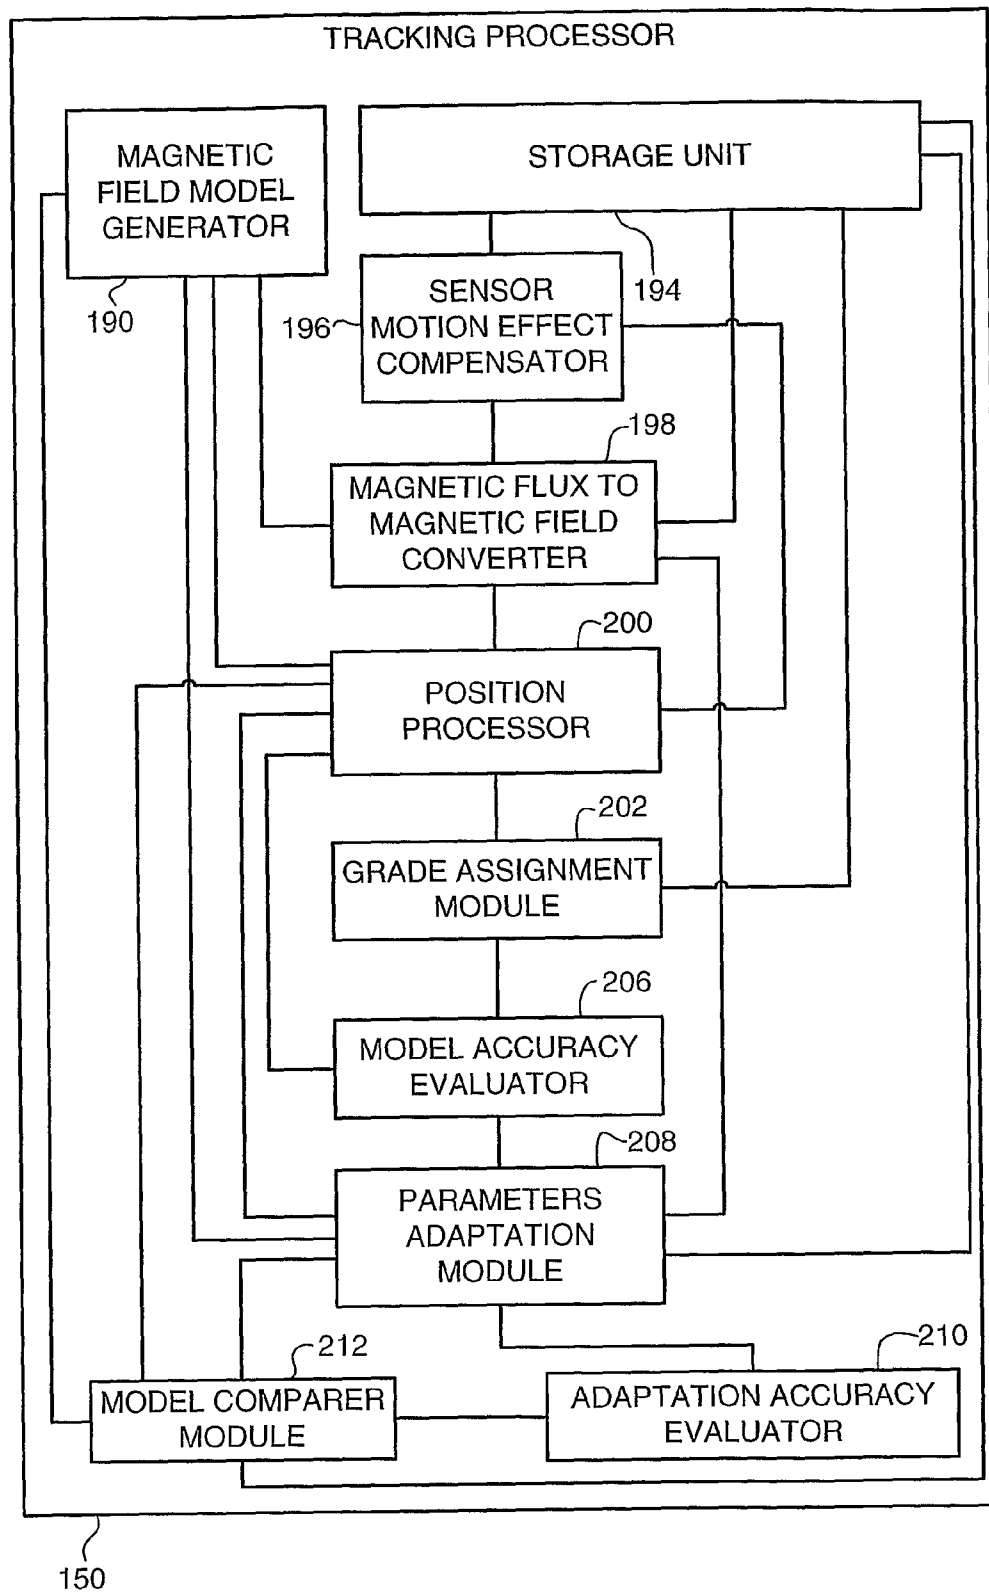 TRACKING PROCESSOR
MAGNETIC
FIELD MODEL
GENERATOR
190
STORAGE UNIT
194
SENSOR
MOTION EFFECT
COMPENSATOR
196
198
MAGNETIC FLUX TO
MAGNETIC FIELD
CONVERTER
200
POSITION
PROCESSOR
202
GRADE ASSIGNMENT
MODULE
206
MODEL ACCURACY
EVALUATOR
208
PARAMETERS
ADAPTATION
MODULE
212
MODEL COMPARER
MODULE
210
ADAPTATION ACCURACY
EVALUATOR
150